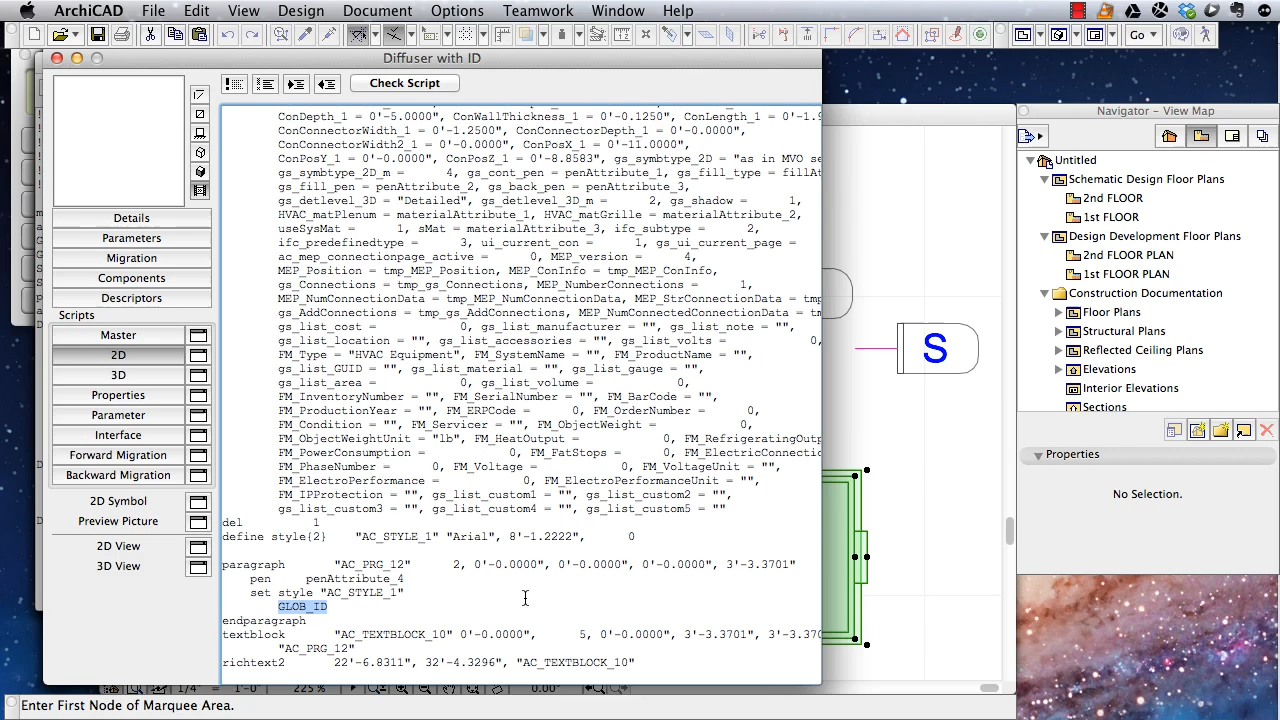 ArchiCAD File Edit View Design Document Options Teamwork Window Help
Diffuser with ID
Check Script
Go
ConDepth_1 = 0'-5.0000", ConWallThickness_1 = 0'-0.1250", ConLength_1 = 0'-1.9
ConConnectorWidth_1 = 0'-1.2500", ConConnectorDepth_1 = 0'-0.0000",
ConConnectorWidth2_1 = 0'-0.0000", ConPosX_1 = 0'-11.0000",
ConPosY_1 = 0'-0.0000", ConPosZ_1 = 0'-8.8583", gs_symbtype_2D = "as in MVO se
gs_symbtype_2D_m = 4, gs_cont_pen = penAttribute_1, gs_fill_type = fillAt
gs_fill_pen = penAttribute_2, gs_back_pen = penAttribute_3,
gs_detlevel_3D = "Detailed", gs_detlevel_3D_m = 2, gs_shadow = 1,
HVAC_matPlenum = materialAttribute_1, HVAC_matGrille = materialAttribute_2,
useSysMat = 1, sMat = materialAttribute_3, ifc_subtype = 2,
ifc_predefinedtype = 3, ui_current_con = 1, gs_ui_current_page =
ac_mep_connectionpage_active = 0, MEP_version = 4,
MEP_Position = tmp_MEP_Position, MEP_ConInfo = tmp_MEP_ConInfo,
gs_Connections = tmp_gs_Connections, MEP_NumberConnections = 1,
MEP_NumConnectionData = tmp_MEP_NumConnectionData, MEP_StrConnectionData = tmp
gs_AddConnections = tmp_gs_AddConnections, MEP_NumConnectedConnectionData = tm
gs_list_cost = 0, gs_list_manufacturer = "", gs_list_note = "",
gs_list_location = "", gs_list_accessories = "", gs_list_volts = 0,
FM_Type = "HVAC Equipment", FM_SystemName = "", FM_ProductName = "",
gs_list_GUID = "", gs_list_material = "", gs_list_gauge = "",
gs_list_area = 0, gs_list_volume = 0,
FM_InventoryNumber = "", FM_SerialNumber = "", FM_BarCode = "",
FM_ProductionYear = "", FM_ERPCode = 0, FM_OrderNumber = 0,
FM_Condition = "", FM_Servicer = "", FM_ObjectWeight = 0,
FM_ObjectWeightUnit = "lb", FM_HeatOutput = 0, FM_RefrigeratingOutp
FM_PowerConsumption = 0, FM_FatStops = 0, FM_ElectricConnectio
FM_PhaseNumber = 0, FM_Voltage = 0, FM_VoltageUnit = "",
FM_ElectroPerformance = 0, FM_ElectroPerformanceUnit = "",
FM_IPProtection = "", gs_list_custom1 = "", gs_list_custom2 = "",
gs_list_custom3 = "", gs_list_custom4 = "", gs_list_custom5 = ""
del 1
define style{2} "AC_STYLE_1" "Arial", 8'-1.2222", 0
paragraph "AC_PRG_12" 2, 0'-0.0000", 0'-0.0000", 0'-0.0000", 3'-3.3701"
pen penAttribute_4
set style "AC_STYLE_1"
GLOB_ID
endparagraph
textblock "AC_TEXTBLOCK_10" 0'-0.0000", 5, 0'-0.0000", 3'-3.3701", 3'-3.370
"AC_PRG_12"
richtext2 22'-6.8311", 32'-4.3296", "AC_TEXTBLOCK_10"
Details
Parameters
Migration
Components
Descriptors
Scripts
Master
2D
3D
Properties
Parameter
Interface
Forward Migration
Backward Migration
2D Symbol
Preview Picture
2D View
3D View
S
Navigator - View Map
Untitled
Schematic Design Floor Plans
2nd FLOOR
1st FLOOR
Design Development Floor Plans
2nd FLOOR PLAN
1st FLOOR PLAN
Construction Documentation
Floor Plans
Structural Plans
Reflected Ceiling Plans
Elevations
Interior Elevations
Sections
Properties
No Selection.
1/4" = 1'-0" 225% 0.00°
Enter First Node of Marquee Area.